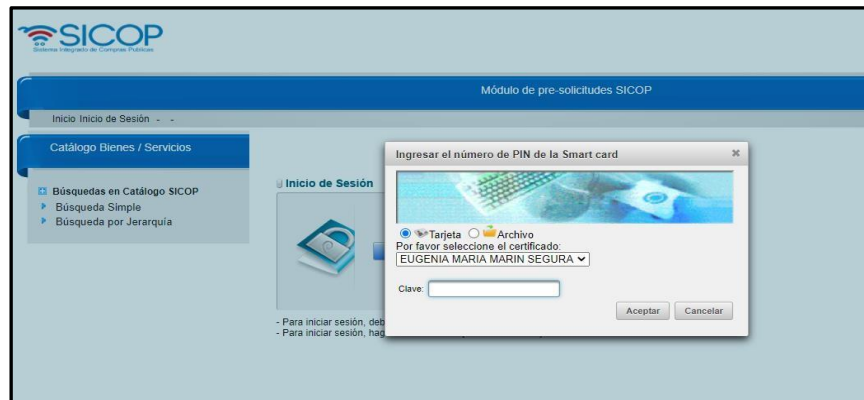 SICOP
Sistema Integrado de Compras Públicas
Módulo de pre-solicitudes SICOP
Inicio Inicio de Sesión - -
Catálogo Bienes / Servicios
Búsquedas en Catálogo SICOP
Búsqueda Simple
Búsqueda por Jerarquía
Inicio de Sesión
- Para iniciar sesión, deb
- Para iniciar sesión, hag
Ingresar el número de PIN de la Smart card
Tarjeta Archivo
Por favor seleccione el certificado:
EUGENIA MARIA MARIN SEGURA
Clave:
Aceptar Cancelar